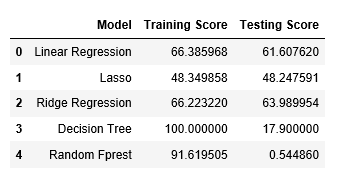 Model Training Score Testing Score
0 Linear Regression 66.385968 61.607620
1 Lasso 48.349858 48.247591
2 Ridge Regression 66.223220 63.989954
3 Decision Tree 100.000000 17.900000
4 Random Fprest 91.619505 0.544860